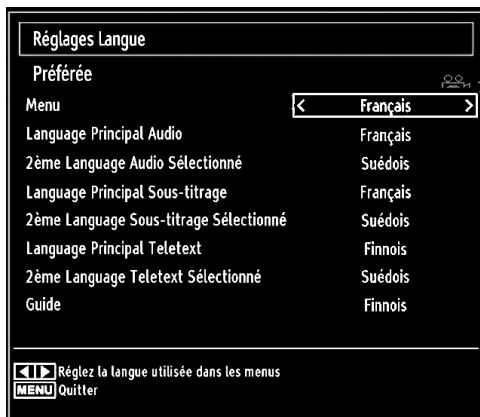 Réglages Langue
Préférée
Menu < Français >
Language Principal Audio Français
2ème Language Audio Sélectionné Suédois
Language Principal Sous-titrage Français
2ème Language Sous-titrage Sélectionné Suédois
Language Principal Teletext Finnois
2ème Language Teletext Sélectionné Suédois
Guide Finnois
Réglez la langue utilisée dans les menus
MENU Quitter